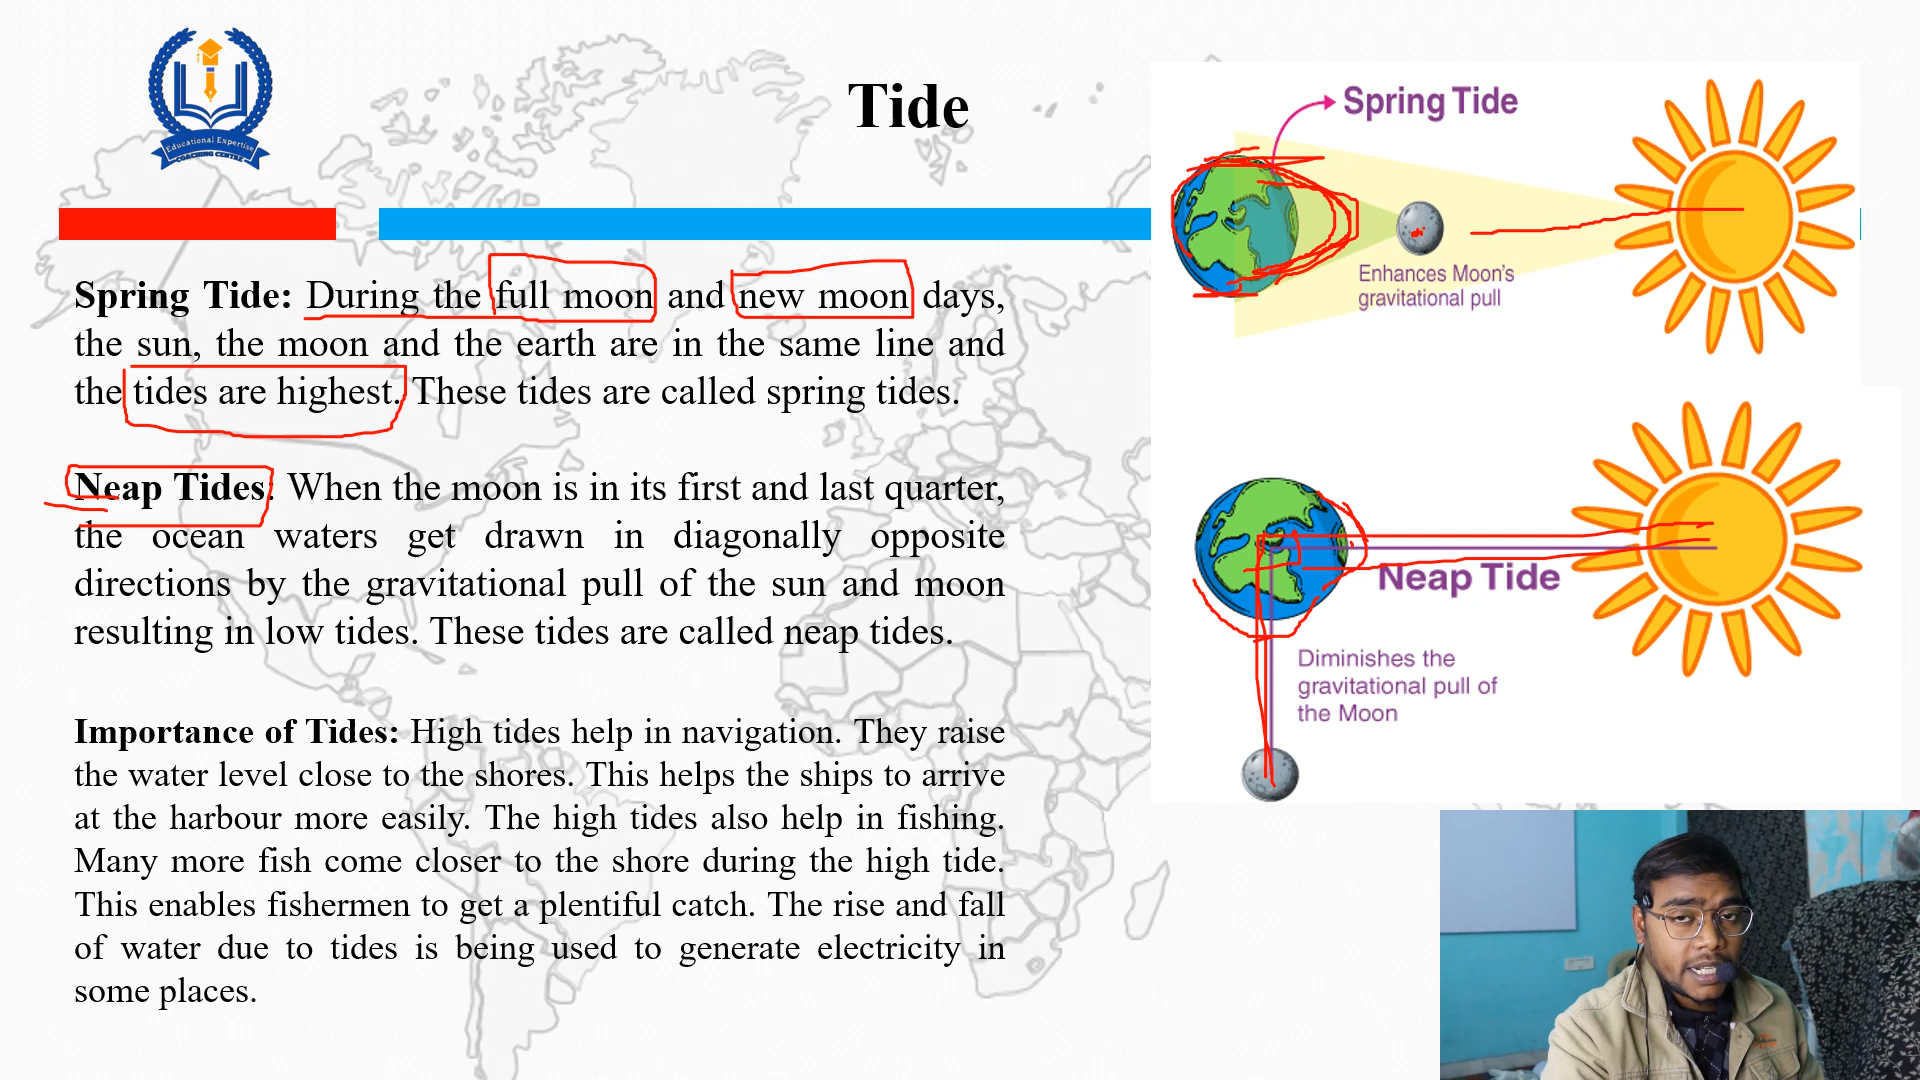 Educational Expertise
COACHING CENTRE
Tide
Spring Tide: During the full moon and new moon days,
the sun, the moon and the earth are in the same line and
the tides are highest. These tides are called spring tides.
Neap Tides: When the moon is in its first and last quarter,
the ocean waters get drawn in diagonally opposite
directions by the gravitational pull of the sun and moon
resulting in low tides. These tides are called neap tides.
Importance of Tides: High tides help in navigation. They raise
the water level close to the shores. This helps the ships to arrive
at the harbour more easily. The high tides also help in fishing.
Many more fish come closer to the shore during the high tide.
This enables fishermen to get a plentiful catch. The rise and fall
of water due to tides is being used to generate electricity in
some places.
Spring Tide
Enhances Moon's
gravitational pull
Neap Tide
Diminishes the
gravitational pull of
the Moon